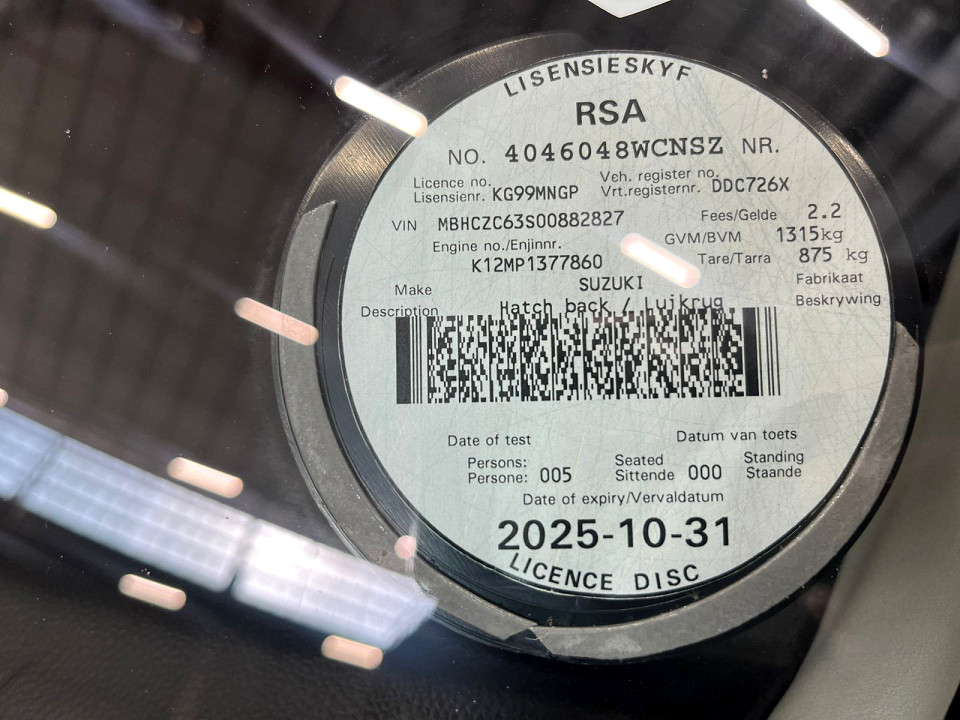 LISENSIESKYF
RSA
NO. 4046048WCNSZ NR.
Licence no. Veh. register no.
Lisensienr. KG99MNGP Vrt.registernr. DDC726X
VIN MBHCZC63S00882827 Fees/Gelde 2.2
Engine no./Enjinnr. GVM/BVM 1315kg
K12MP1377860 Tare/Tarra 875 kg
Make SUZUKI Fabrikaat
Description Hatch back / Luikrug Beskrywing
Date of test Datum van toets
Persons: Seated Standing
Persone: 005 Sittende 000 Staande
Date of expiry/Vervaldatum
2025-10-31
LICENCE DISC